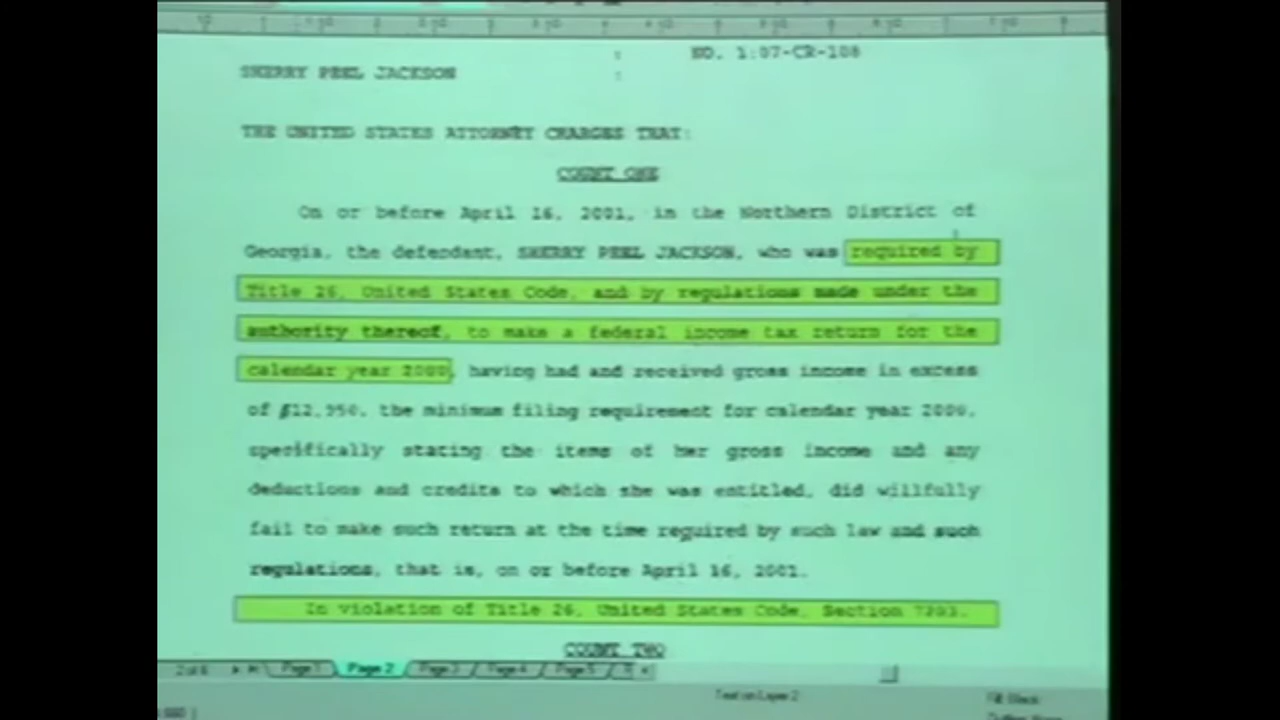 NO. 1:07-CR-108
SHERRY PEEL JACKSON
THE UNITED STATES ATTORNEY CHARGES THAT:
COUNT ONE
On or before April 16, 2001, in the Northern District of
Georgia, the defendant, SHERRY PEEL JACKSON, who was required by
Title 26, United States Code, and by regulations made under the
authority thereof, to make a federal income tax return for the
calendar year 2000, having had and received gross income in excess
of $12,950, the minimum filing requirement for calendar year 2000,
specifically stating the items of her gross income and any
deductions and credits to which she was entitled, did willfully
fail to make such return at the time required by such law and such
regulations, that is, on or before April 16, 2001.
In violation of Title 26, United States Code, Section 7203.
COUNT TWO
Page 1 Page 2 Page 3 Page 4 Page 5
Text on Layer 2